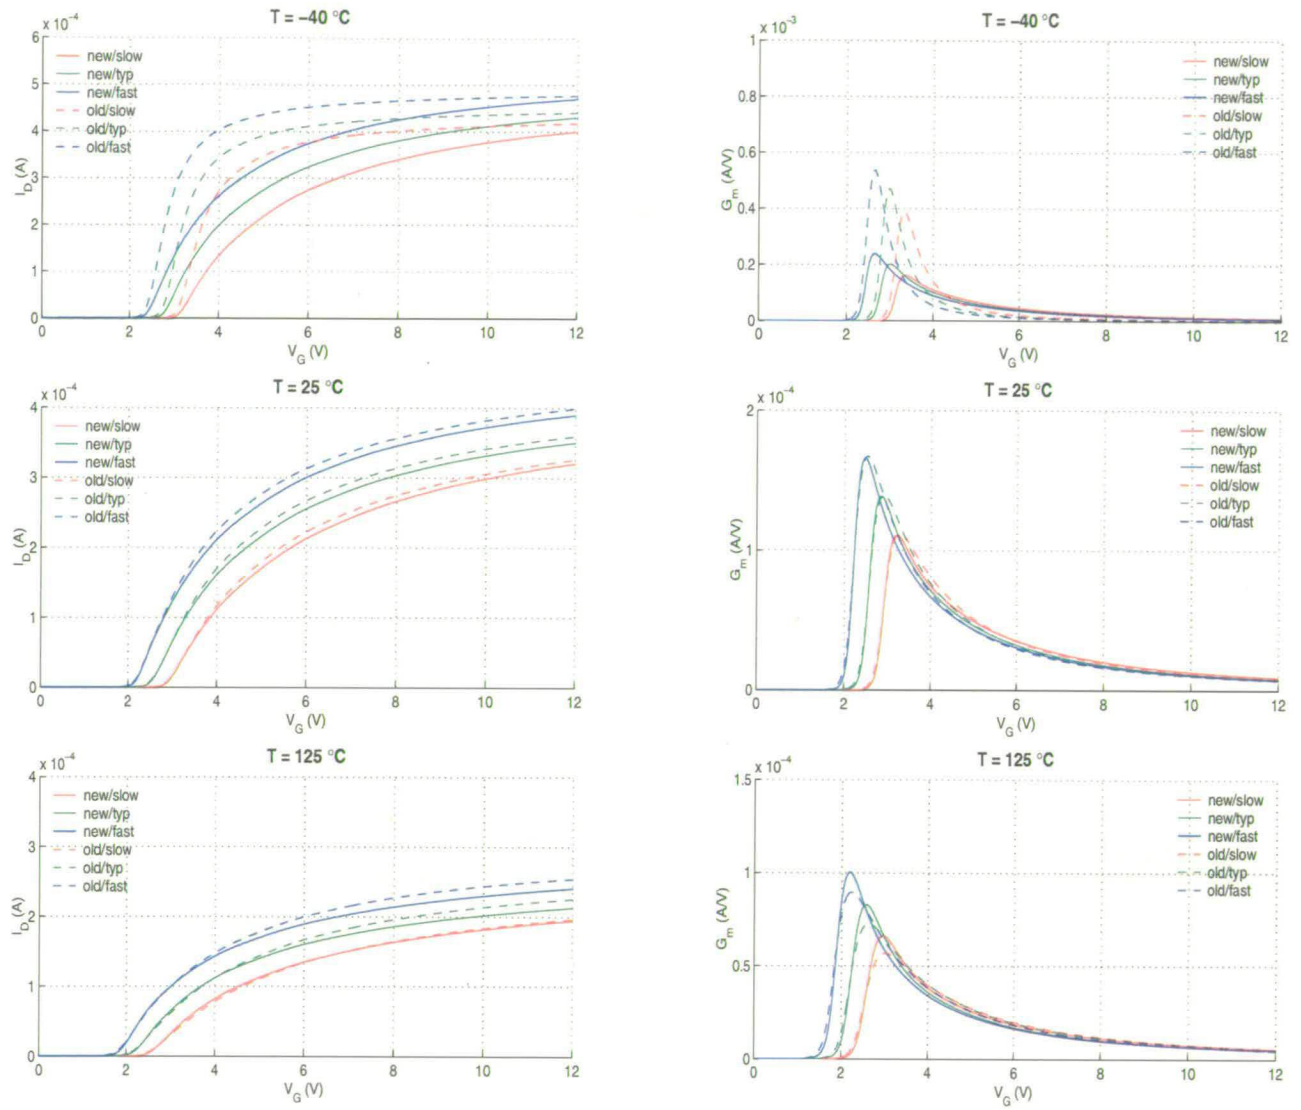 T = −40 °C
x 10⁻⁴
6
5
4
3
2
1
0
I_D (A)
new/slow
new/typ
new/fast
old/slow
old/typ
old/fast
0 2 4 6 8 10 12
V_G (V)
T = −40 °C
x 10⁻³
1
0.8
0.6
0.4
0.2
0
G_m (A/V)
new/slow
new/typ
new/fast
old/slow
old/typ
old/fast
0 2 4 6 8 10 12
V_G (V)
T = 25 °C
x 10⁻⁴
4
3
2
1
0
I_D (A)
new/slow
new/typ
new/fast
old/slow
old/typ
old/fast
0 2 4 6 8 10 12
V_G (V)
T = 25 °C
x 10⁻⁴
2
1
0
G_m (A/V)
new/slow
new/typ
new/fast
old/slow
old/typ
old/fast
0 2 4 6 8 10 12
V_G (V)
T = 125 °C
x 10⁻⁴
4
3
2
1
0
I_D (A)
new/slow
new/typ
new/fast
old/slow
old/typ
old/fast
0 2 4 6 8 10 12
V_G (V)
T = 125 °C
x 10⁻⁴
1.5
1
0.5
0
G_m (A/V)
new/slow
new/typ
new/fast
old/slow
old/typ
old/fast
0 2 4 6 8 10 12
V_G (V)